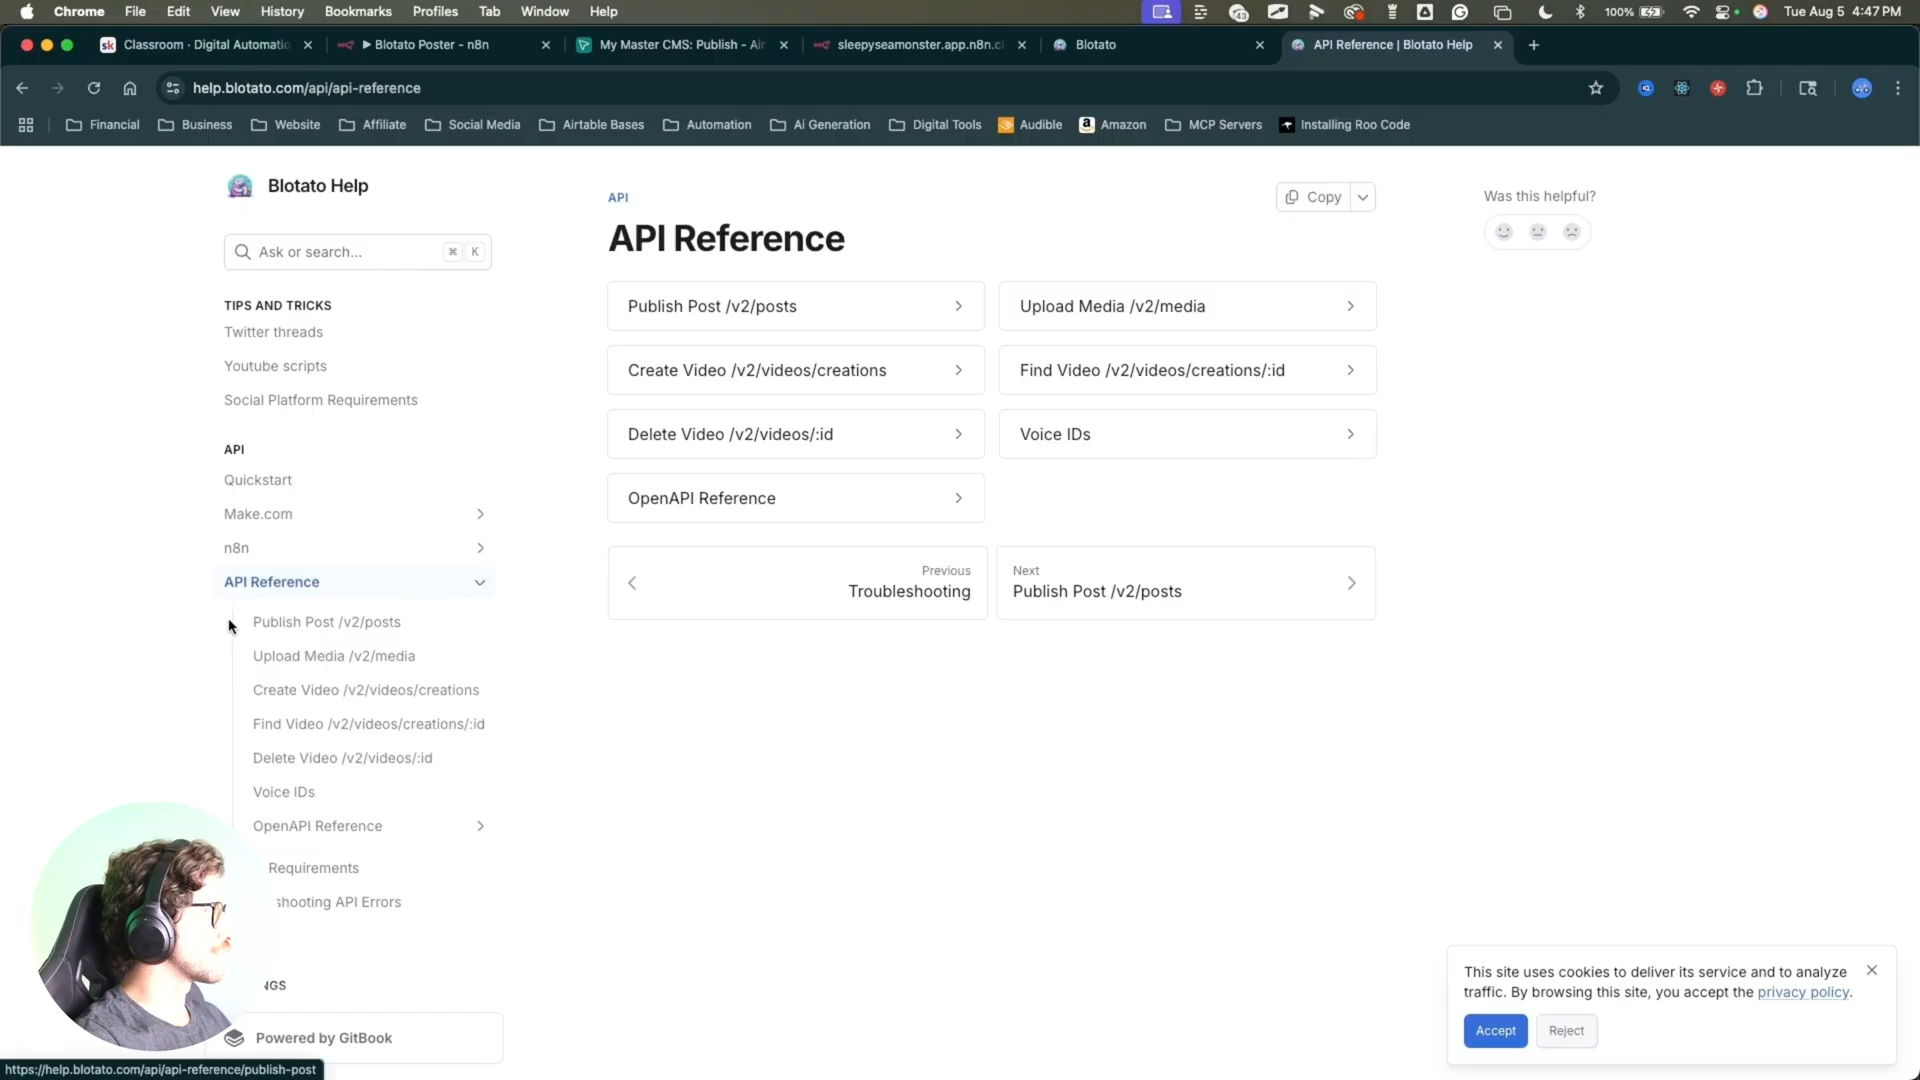 Chrome File Edit View History Bookmarks Profiles Tab Window Help 43 100% Tue Aug 5 4:47 PM
sk Classroom · Digital Automatio Blotato Poster - n8n My Master CMS: Publish - Air sleepyseamonster.app.n8n.cl Blotato API Reference | Blotato Help
help.blotato.com/api/api-reference
Financial Business Website Affiliate Social Media Airtable Bases Automation Ai Generation Digital Tools Audible Amazon MCP Servers Installing Roo Code
Blotato Help
Ask or search... ⌘ K
TIPS AND TRICKS
Twitter threads
Youtube scripts
Social Platform Requirements
API
Quickstart
Make.com
n8n
API Reference
Publish Post /v2/posts
Upload Media /v2/media
Create Video /v2/videos/creations
Find Video /v2/videos/creations/:id
Delete Video /v2/videos/:id
Voice IDs
OpenAPI Reference
Requirements
shooting API Errors
NGS
Powered by GitBook
API
API Reference
Copy
Publish Post /v2/posts
Upload Media /v2/media
Create Video /v2/videos/creations
Find Video /v2/videos/creations/:id
Delete Video /v2/videos/:id
Voice IDs
OpenAPI Reference
Previous
Troubleshooting
Next
Publish Post /v2/posts
Was this helpful?
This site uses cookies to deliver its service and to analyze
traffic. By browsing this site, you accept the privacy policy.
Accept Reject
https://help.blotato.com/api/api-reference/publish-post